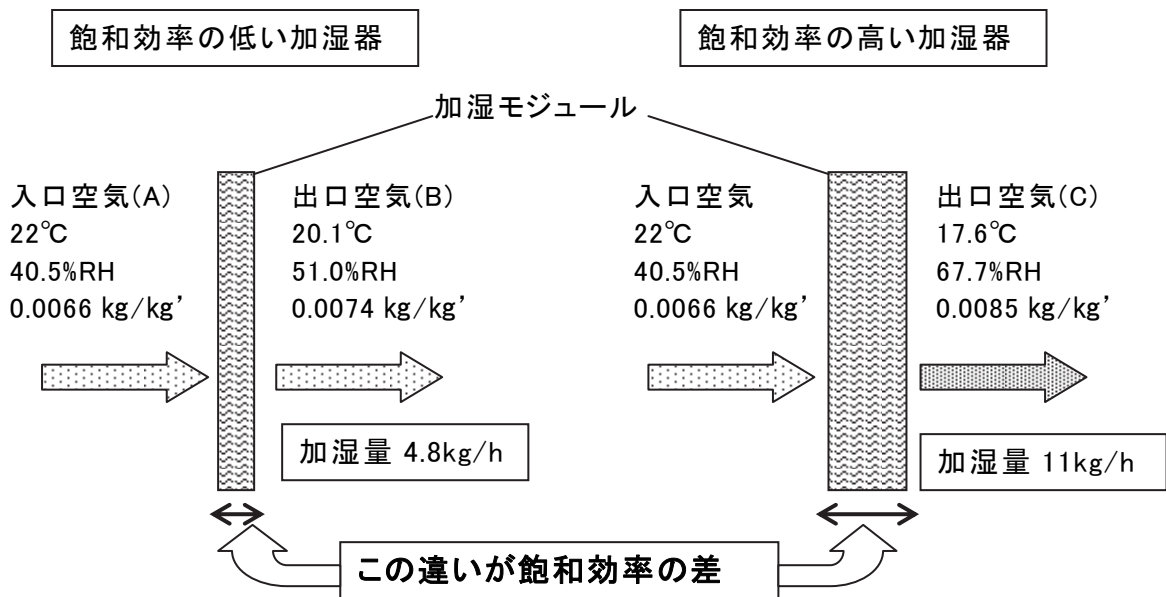 飽和効率の低い加湿器
飽和効率の高い加湿器
加湿モジュール
入口空気(A)
22℃
40.5%RH
0.0066 kg/kg’
出口空気(B)
20.1℃
51.0%RH
0.0074 kg/kg’
加湿量 4.8kg/h
入口空気
22℃
40.5%RH
0.0066 kg/kg’
出口空気(C)
17.6℃
67.7%RH
0.0085 kg/kg’
加湿量 11kg/h
この違いが飽和効率の差